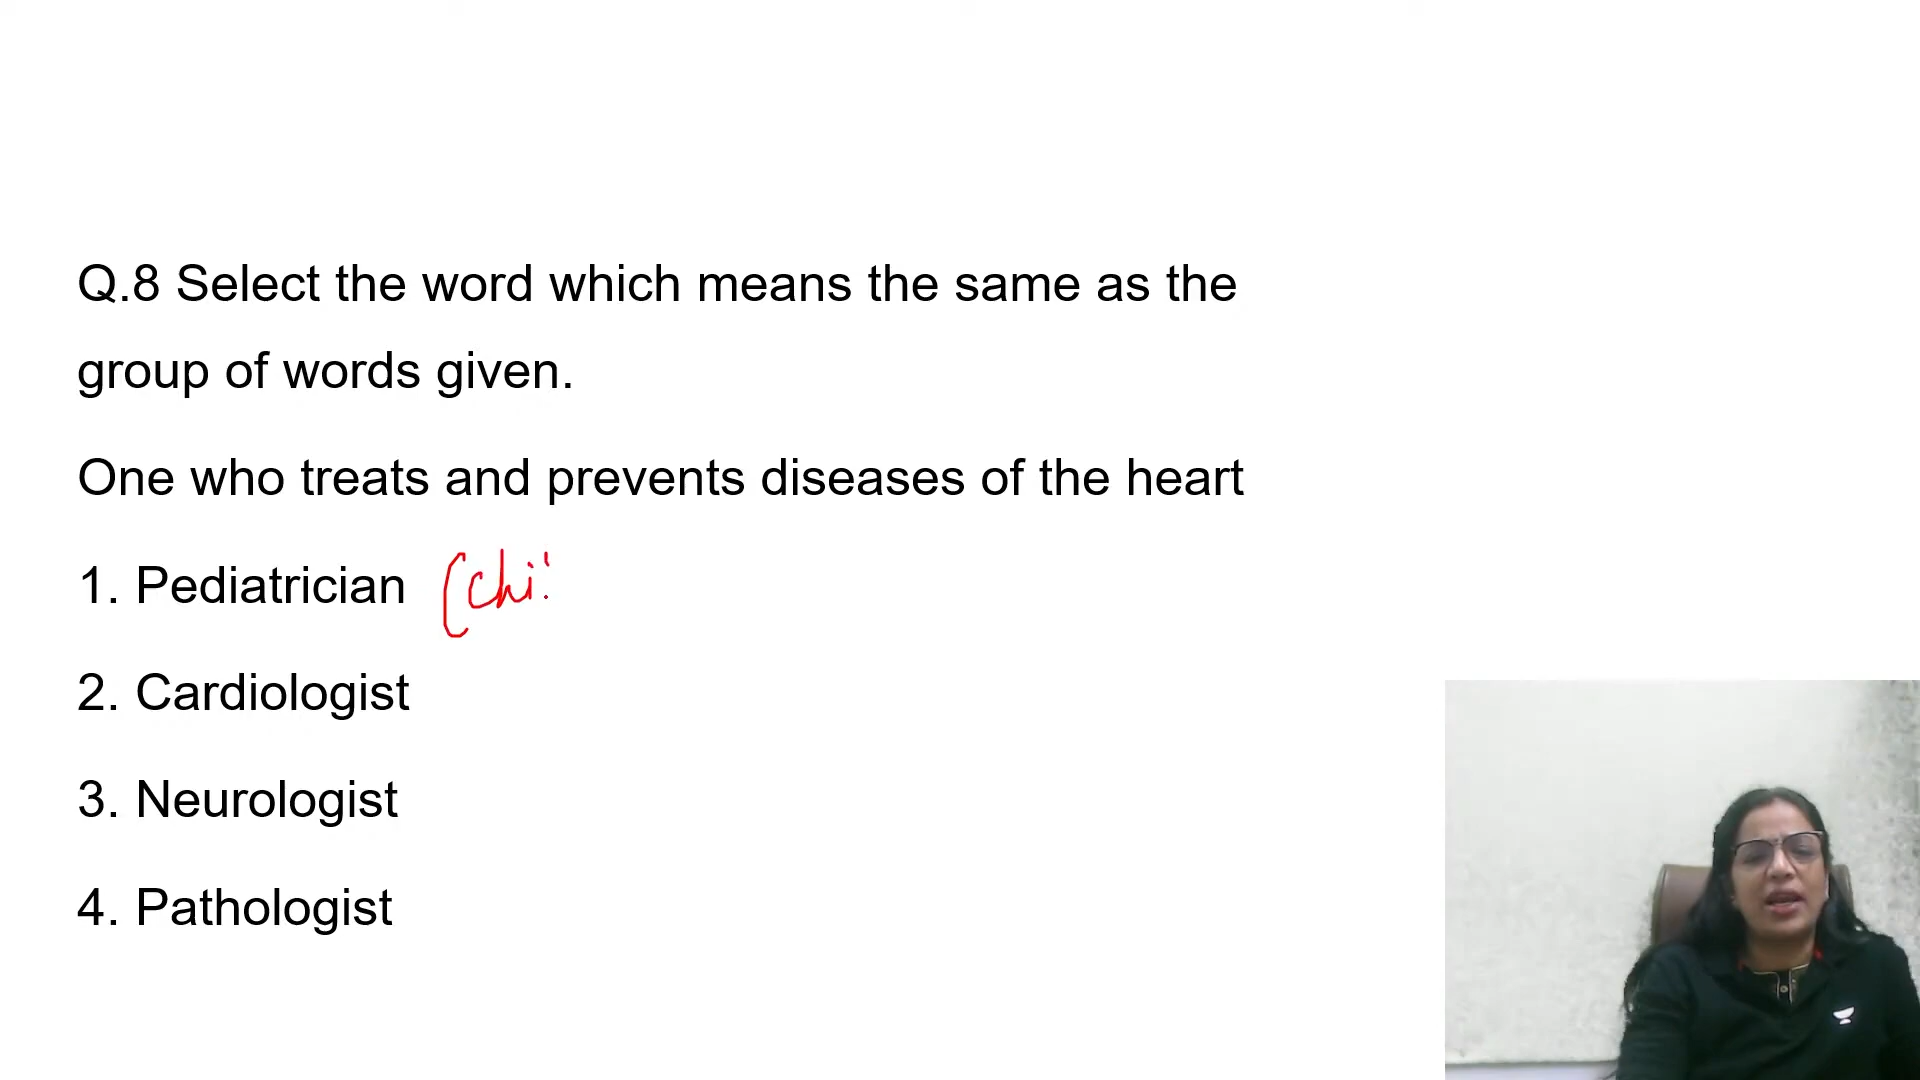 Q.8 Select the word which means the same as the
group of words given.
One who treats and prevents diseases of the heart
1. Pediatrician (chi
2. Cardiologist
3. Neurologist
4. Pathologist